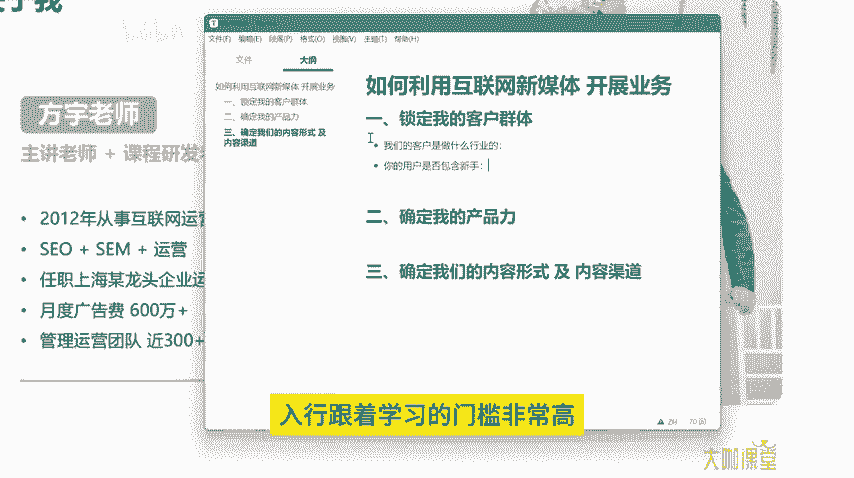 方宇老师
主讲老师 + 课程研发
• 2012年从事互联网运营
• SEO + SEM + 运营
• 任职上海某龙头企业运
• 月度广告费 600万+
• 管理运营团队 近300+
文件(F) 编辑(E) 段落(P) 格式(O) 视图(V) 主题(T) 帮助(H)
文件 大纲
如何利用互联网新媒体 开展业务
一、锁定我的客户群体
二、确定我的产品力
三、确定我们的内容形式 及
内容渠道
如何利用互联网新媒体 开展业务
一、锁定我的客户群体
• 我们的客户是做什么行业的:
• 你的用户是否包含新手:
二、确定我的产品力
三、确定我们的内容形式 及 内容渠道
ZH 70 词
入行跟着学习的门槛非常高
大咖课堂